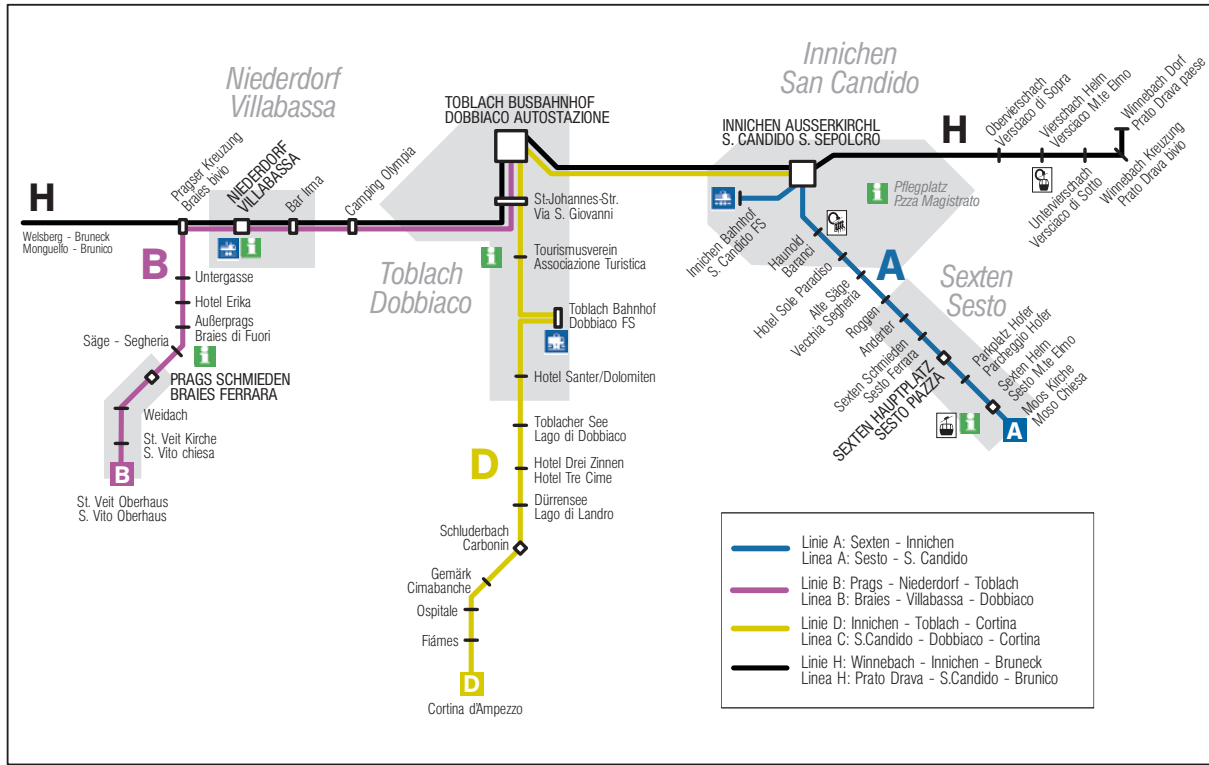 Niederdorf
Villabassa
Innichen
San Candido
TOBLACH BUSBAHNHOF
DOBBIACO AUTOSTAZIONE
INNICHEN AUSSERKIRCHL
S. CANDIDO S. SEPOLCRO
H
Obervierschach
Versciaco di Sopra
Vierschach Helm
Versciaco M.te Elmo
Untervierschach
Versciaco di Sotto
Winnebach Dorf
Prato Drava paese
Winnebach Kreuzung
Prato Drava bivio
H
Welsberg - Bruneck
Monguelfo - Brunico
Pragser Kreuzung
Braies bivio
NIEDERDORF
VILLABASSA
Bar Irma
Camping Olympia
St.-Johannes-Str.
Via S. Giovanni
i
Pflegplatz
P.zza Magistrato
Innichen Bahnhof
S. Candido FS
B
i
Untergasse
Hotel Erika
Außerprags
Braies di Fuori
Säge - Segheria
i
PRAGS SCHMIEDEN
BRAIES FERRARA
Weidach
St. Veit Kirche
S. Vito chiesa
B
St. Veit Oberhaus
S. Vito Oberhaus
Toblach
Dobbiaco
i
Tourismusverein
Associazione Turistica
Toblach Bahnhof
Dobbiaco FS
Hotel Santer/Dolomiten
Toblacher See
Lago di Dobbiaco
D
Hotel Drei Zinnen
Hotel Tre Cime
Dürrensee
Lago di Landro
Schluderbach
Carbonin
Gemärk
Cimabanche
Ospitale
Fiámes
D
Cortina d'Ampezzo
A
Sexten
Sesto
Haunold
Baranci
Hotel Sole Paradiso
Alte Säge
Vecchia Segheria
Roggen
Anderter
Sexten Schmieden
Sesto Ferrara
SEXTEN HAUPTPLATZ
SESTO PIAZZA
Parkplatz Hofer
Parcheggio Hofer
Sexten Helm
Sesto M.te Elmo
Moos Kirche
Moso Chiesa
i
A
Linie A: Sexten - Innichen
Linea A: Sesto - S. Candido
Linie B: Prags - Niederdorf - Toblach
Linea B: Braies - Villabassa - Dobbiaco
Linie D: Innichen - Toblach - Cortina
Linea C: S.Candido - Dobbiaco - Cortina
Linie H: Winnebach - Innichen - Bruneck
Linea H: Prato Drava - S.Candido - Brunico